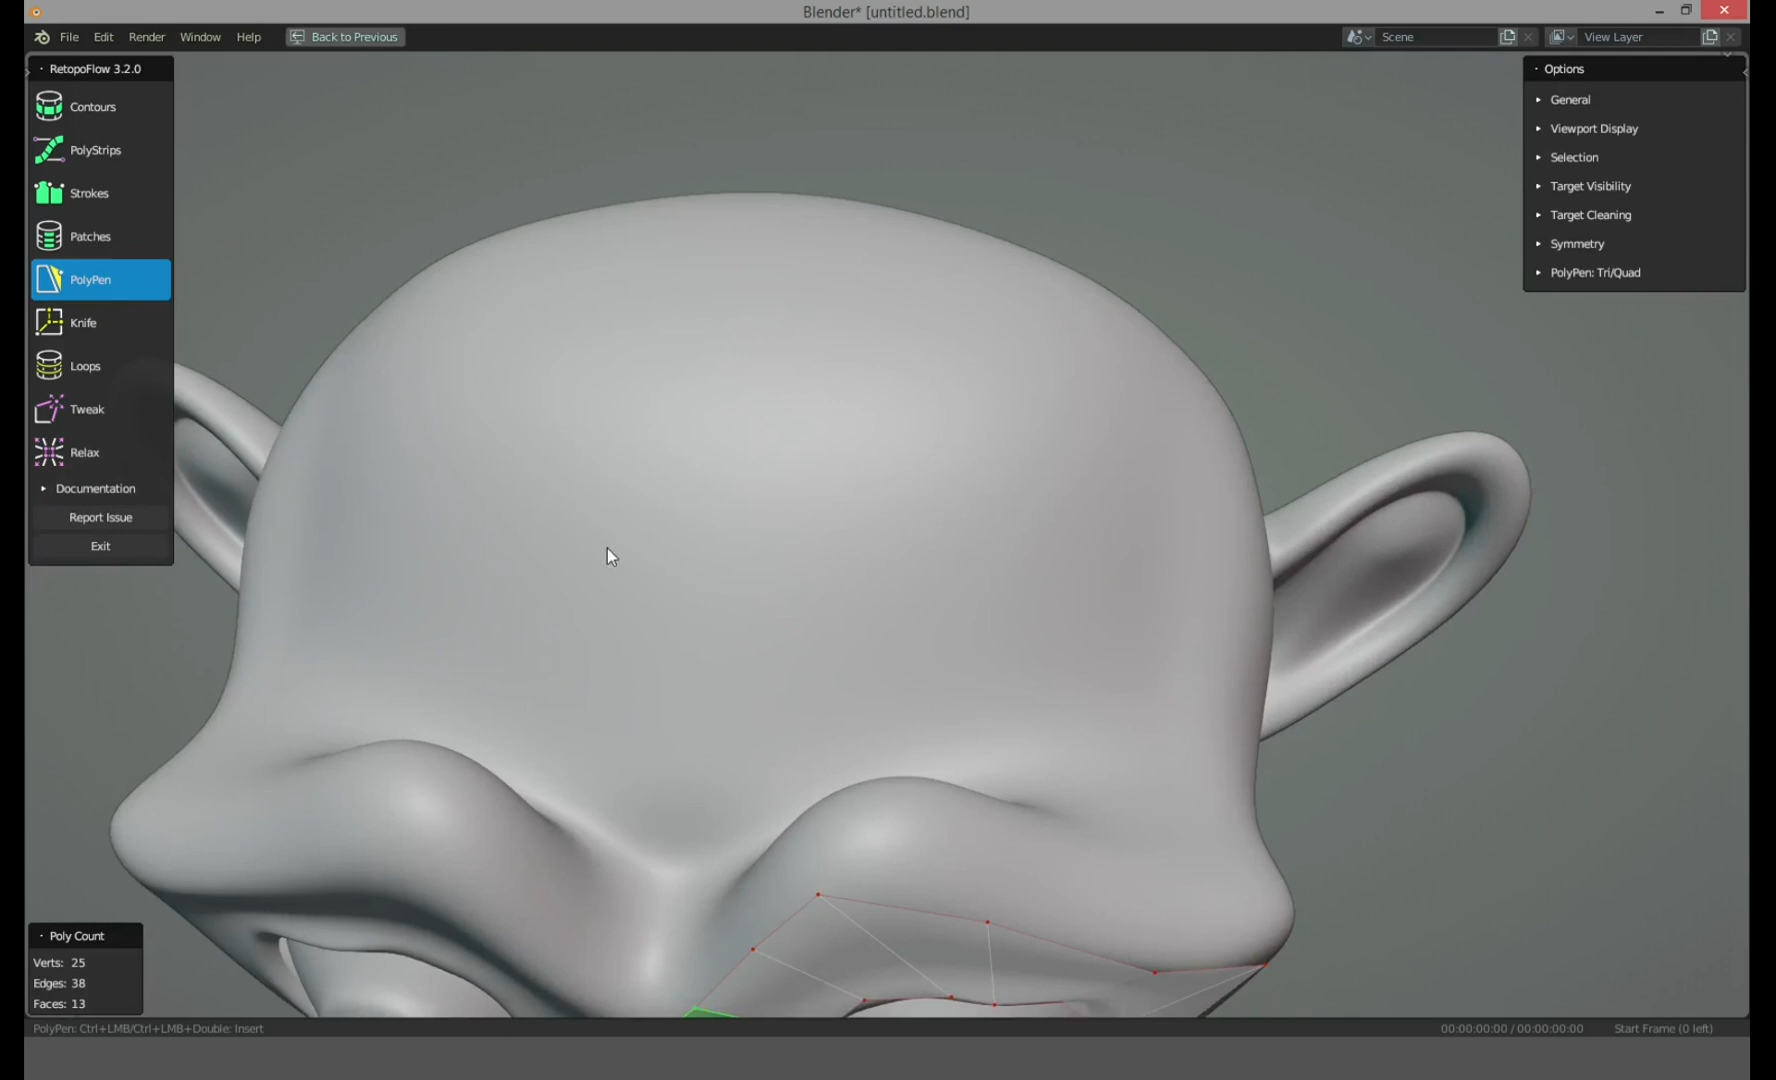 Blender* [untitled.blend]
File Edit Render Window Help Back to Previous Scene View Layer
RetopoFlow 3.2.0
Contours
PolyStrips
Strokes
Patches
PolyPen
Knife
Loops
Tweak
Relax
Documentation
Report Issue
Exit
Options
General
Viewport Display
Selection
Target Visibility
Target Cleaning
Symmetry
PolyPen: Tri/Quad
Poly Count
Verts: 25
Edges: 38
Faces: 13
PolyPen: Ctrl+LMB/Ctrl+LMB+Double: Insert 00:00:00:00 / 00:00:00:00 Start Frame (0 left)